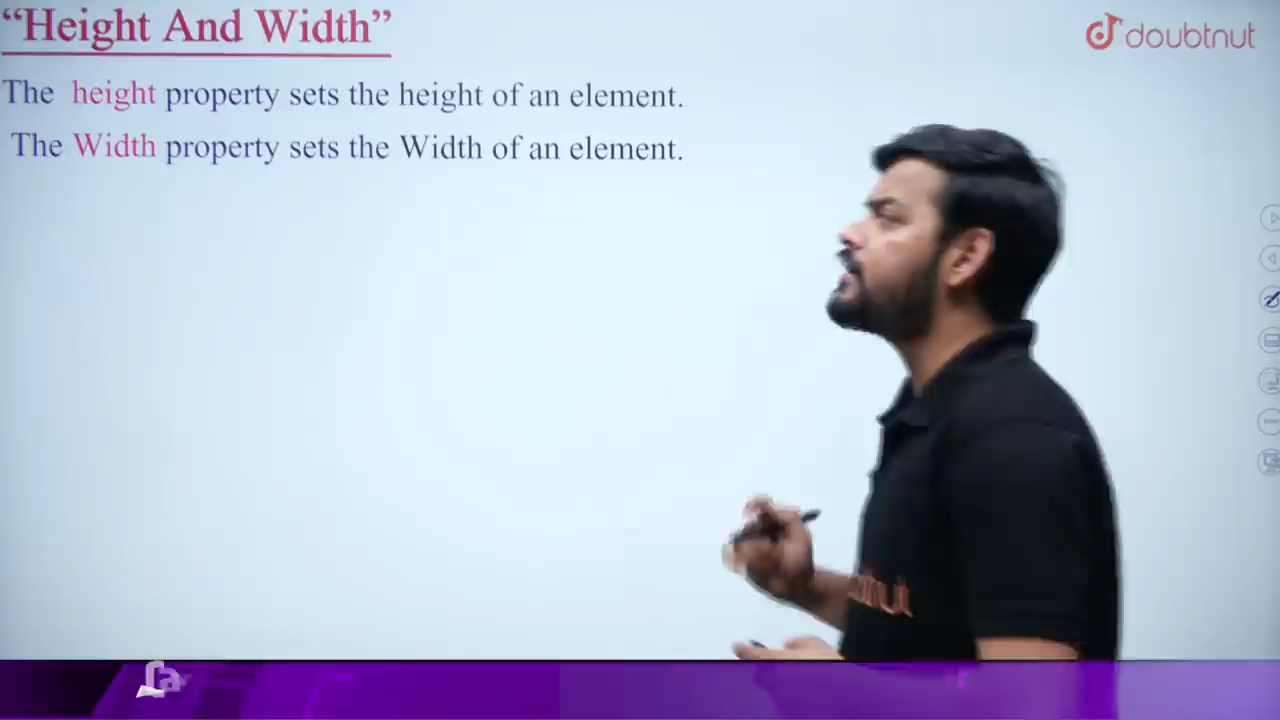 “Height And Width”
doubtnut
The height property sets the height of an element.
The Width property sets the Width of an element.